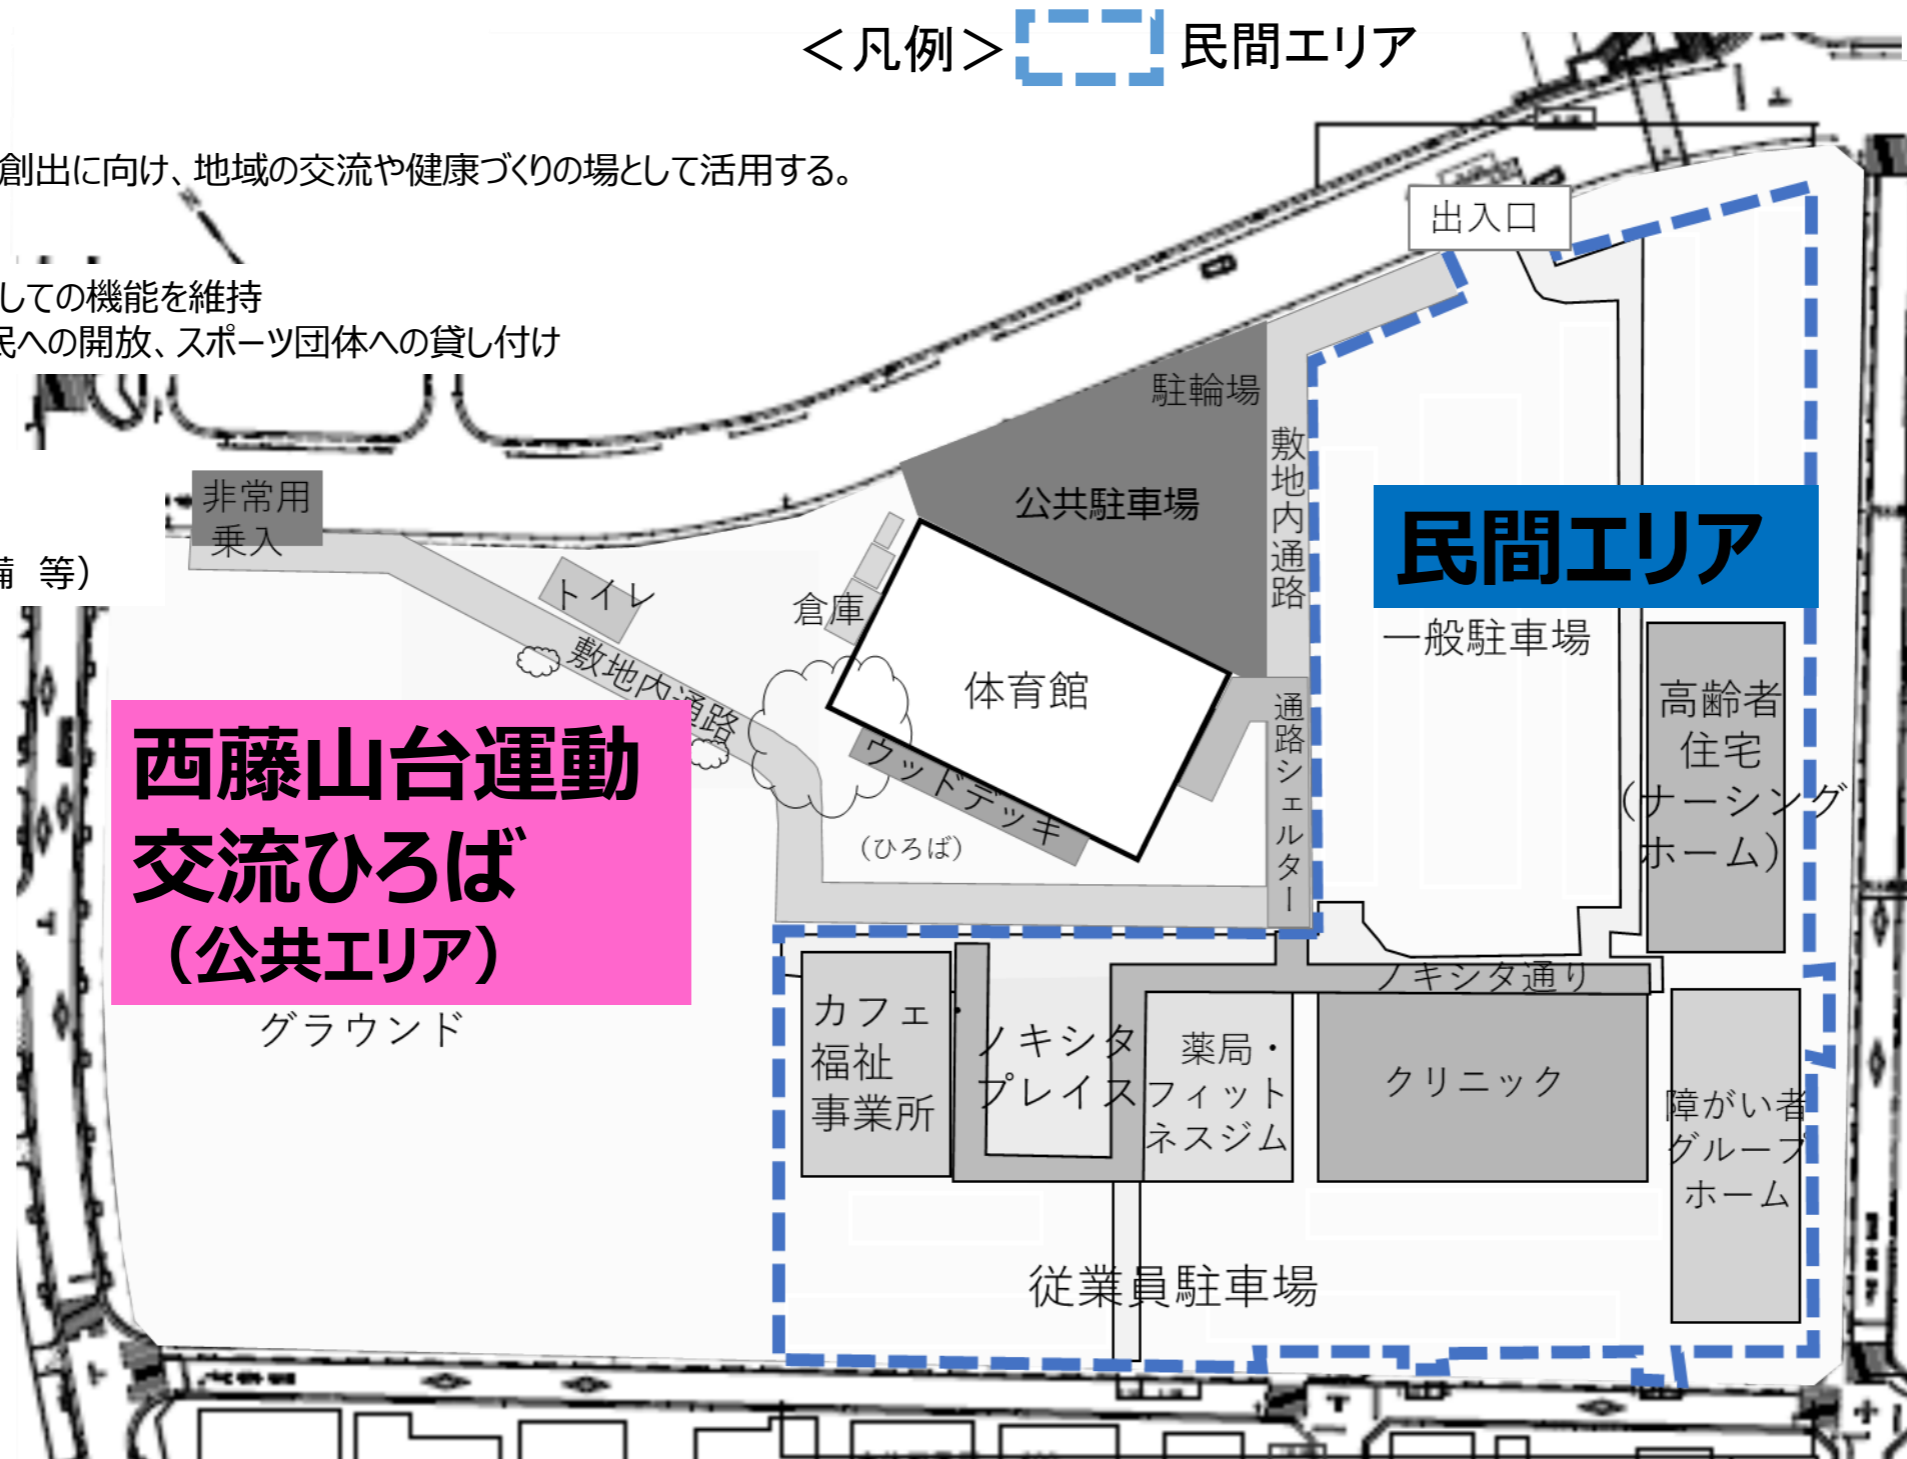 ＜凡例＞ 民間エリア
創出に向け、地域の交流や健康づくりの場として活用する。
出入口
しての機能を維持
民への開放、スポーツ団体への貸し付け
駐輪場
敷地内通路
非常用
乗入
公共駐車場
民間エリア
等）
トイレ
倉庫
一般駐車場
敷地内通路
体育館
高齢者
住宅
（ナーシング
ホーム）
通路シェルター
西藤山台運動
交流ひろば
（公共エリア）
ウッドデッキ
（ひろば）
グラウンド
ノキシタ通り
カフェ
福祉
事業所
ノキシタ
プレイス
薬局・
フィット
ネスジム
クリニック
障がい者
グループ
ホーム
従業員駐車場